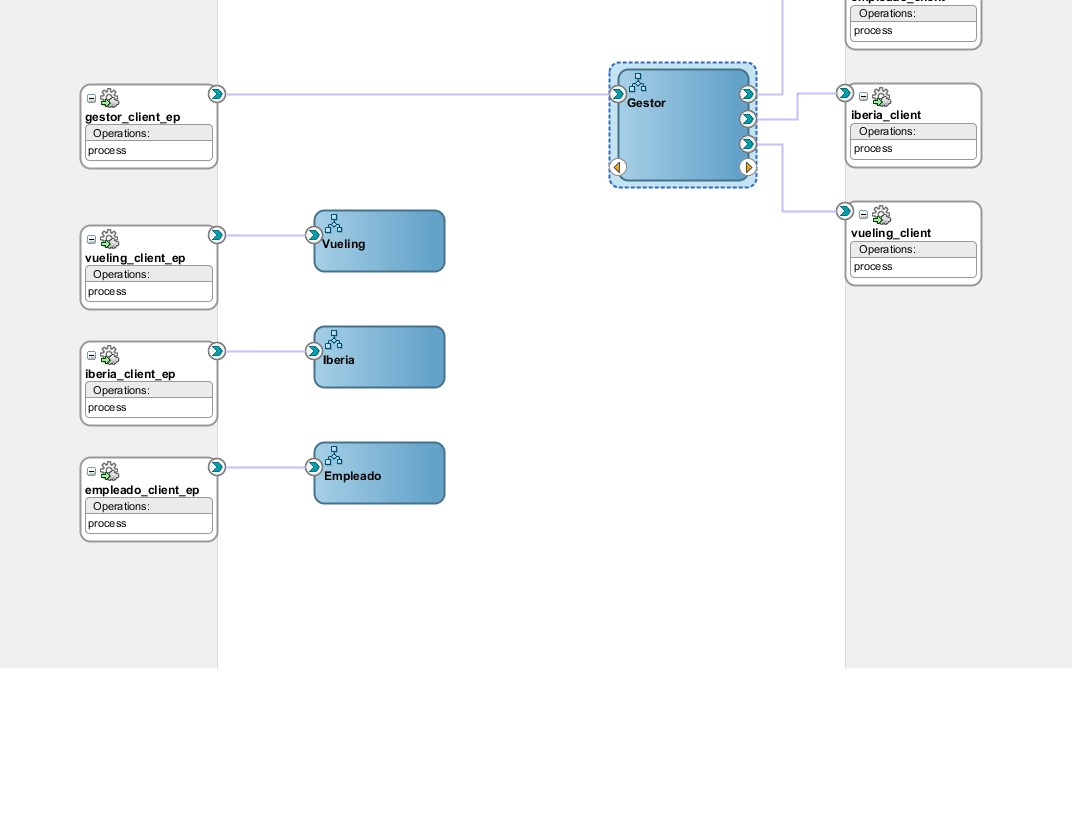 Operations:
process
gestor_client_ep
Operations:
process
Gestor
iberia_client
Operations:
process
vueling_client_ep
Operations:
process
Vueling
vueling_client
Operations:
process
iberia_client_ep
Operations:
process
Iberia
empleado_client_ep
Operations:
process
Empleado